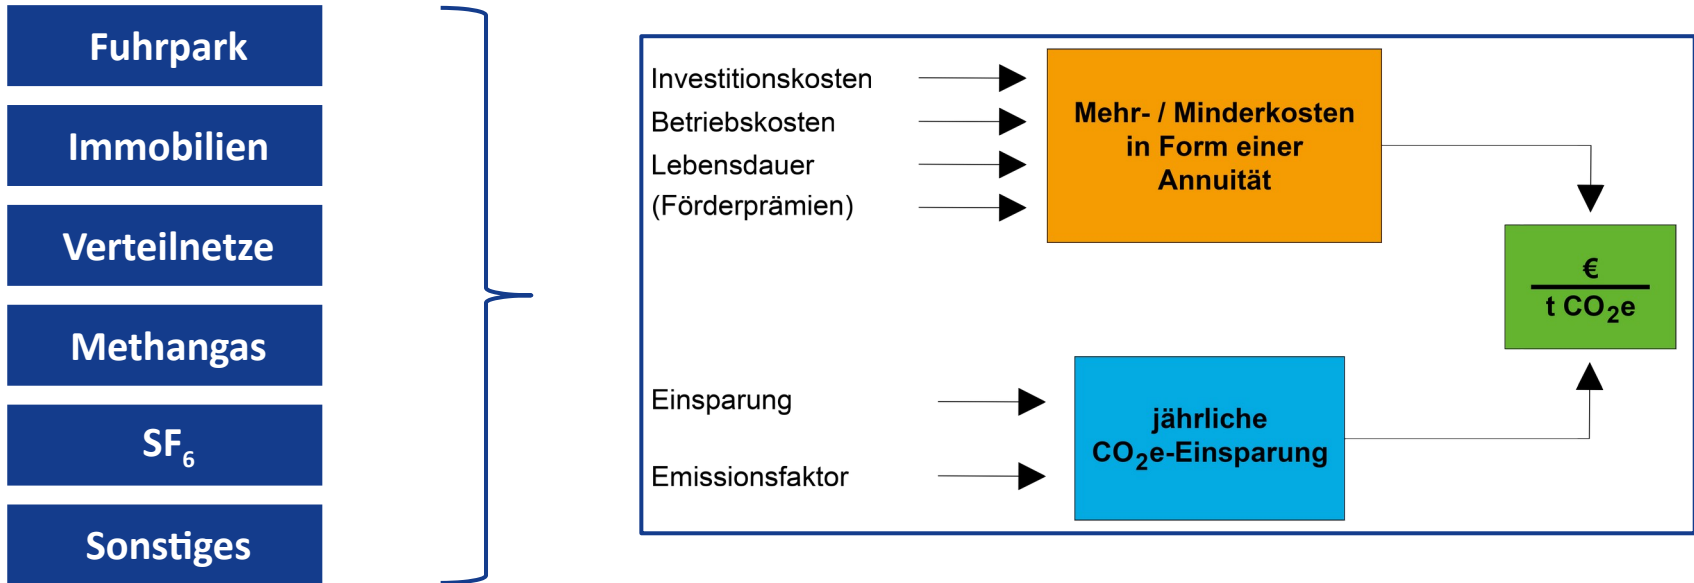 Fuhrpark
Immobilien
Verteilnetze
Methangas
SF₆
Sonstiges
Investitionskosten
Betriebskosten
Lebensdauer
(Förderprämien)
Mehr- / Minderkosten
in Form einer
Annuität
€
t CO₂e
Einsparung
Emissionsfaktor
jährliche
CO₂e-Einsparung